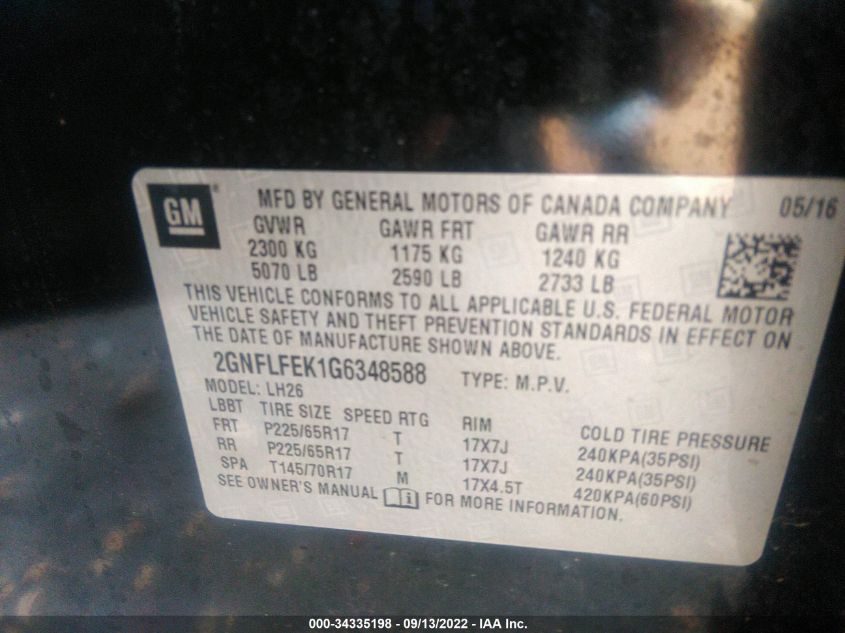 GM ® MFD BY GENERAL MOTORS OF CANADA COMPANY 05/16
GVWR GAWR FRT GAWR RR
2300 KG 1175 KG 1240 KG
5070 LB 2590 LB 2733 LB
THIS VEHICLE CONFORMS TO ALL APPLICABLE U.S. FEDERAL MOTOR
VEHICLE SAFETY AND THEFT PREVENTION STANDARDS IN EFFECT ON
THE DATE OF MANUFACTURE SHOWN ABOVE.
2GNFLFEK1G6348588 TYPE: M.P.V.
MODEL: LH26
LBBT TIRE SIZE SPEED RTG RIM COLD TIRE PRESSURE
FRT P225/65R17 T 17X7J 240KPA(35PSI)
RR P225/65R17 T 17X7J 240KPA(35PSI)
SPA T145/70R17 M 17X4.5T 420KPA(60PSI)
SEE OWNER'S MANUAL FOR MORE INFORMATION.
000-34335198 - 09/13/2022 - IAA Inc.